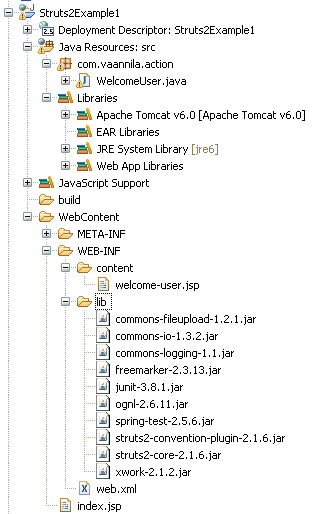 Struts2Example1
Deployment Descriptor: Struts2Example1
Java Resources: src
com.vaannila.action
WelcomeUser.java
Libraries
Apache Tomcat v6.0 [Apache Tomcat v6.0]
EAR Libraries
JRE System Library [jre6]
Web App Libraries
JavaScript Support
build
WebContent
META-INF
WEB-INF
content
welcome-user.jsp
lib
commons-fileupload-1.2.1.jar
commons-io-1.3.2.jar
commons-logging-1.1.jar
freemarker-2.3.13.jar
junit-3.8.1.jar
ognl-2.6.11.jar
spring-test-2.5.6.jar
struts2-convention-plugin-2.1.6.jar
struts2-core-2.1.6.jar
xwork-2.1.2.jar
web.xml
index.jsp